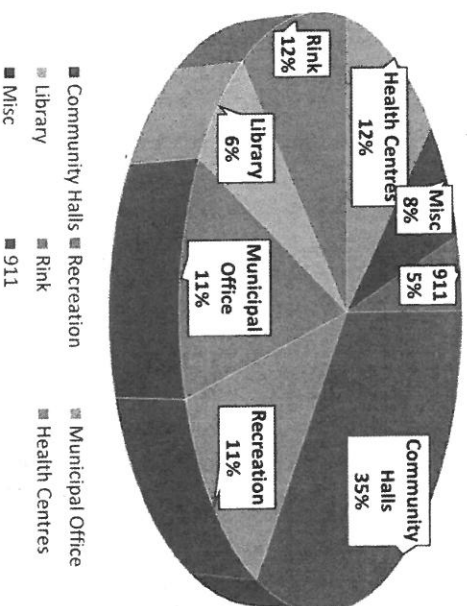 Community
Halls
35%
Recreation
11%
Municipal
Office
11%
Library
6%
Rink
12%
Health Centres
12%
Misc
8%
911
5%
Community Halls
Recreation
Municipal Office
Library
Rink
Health Centres
Misc
911